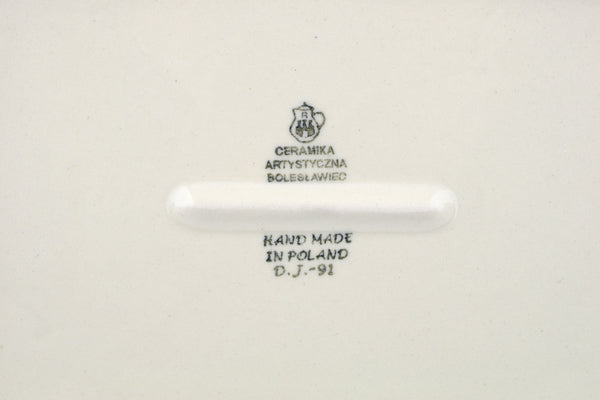 B
CERAMIKA
ARTYSTYCZNA
BOLESŁAWIEC
HAND MADE
IN POLAND
D.J.-91